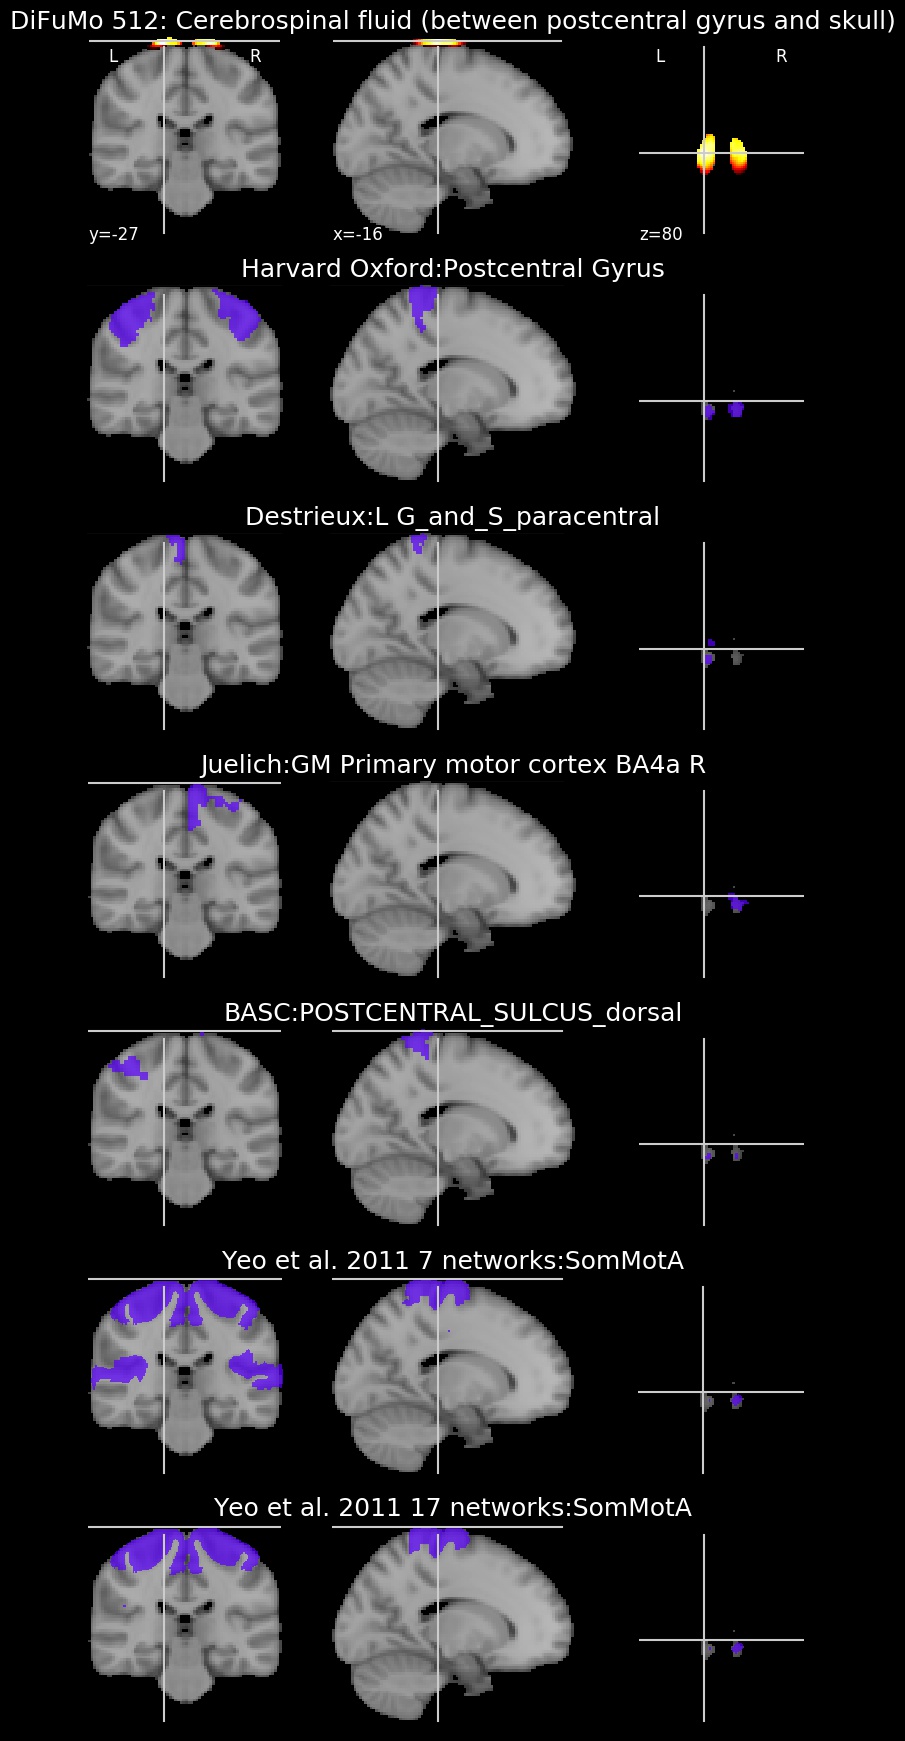 DiFuMo 512: Cerebrospinal fluid (between postcentral gyrus and skull)
L R L R
y=-27 x=-16 z=80
Harvard Oxford:Postcentral Gyrus
Destrieux:L G_and_S_paracentral
Juelich:GM Primary motor cortex BA4a R
BASC:POSTCENTRAL_SULCUS_dorsal
Yeo et al. 2011 7 networks:SomMotA
Yeo et al. 2011 17 networks:SomMotA